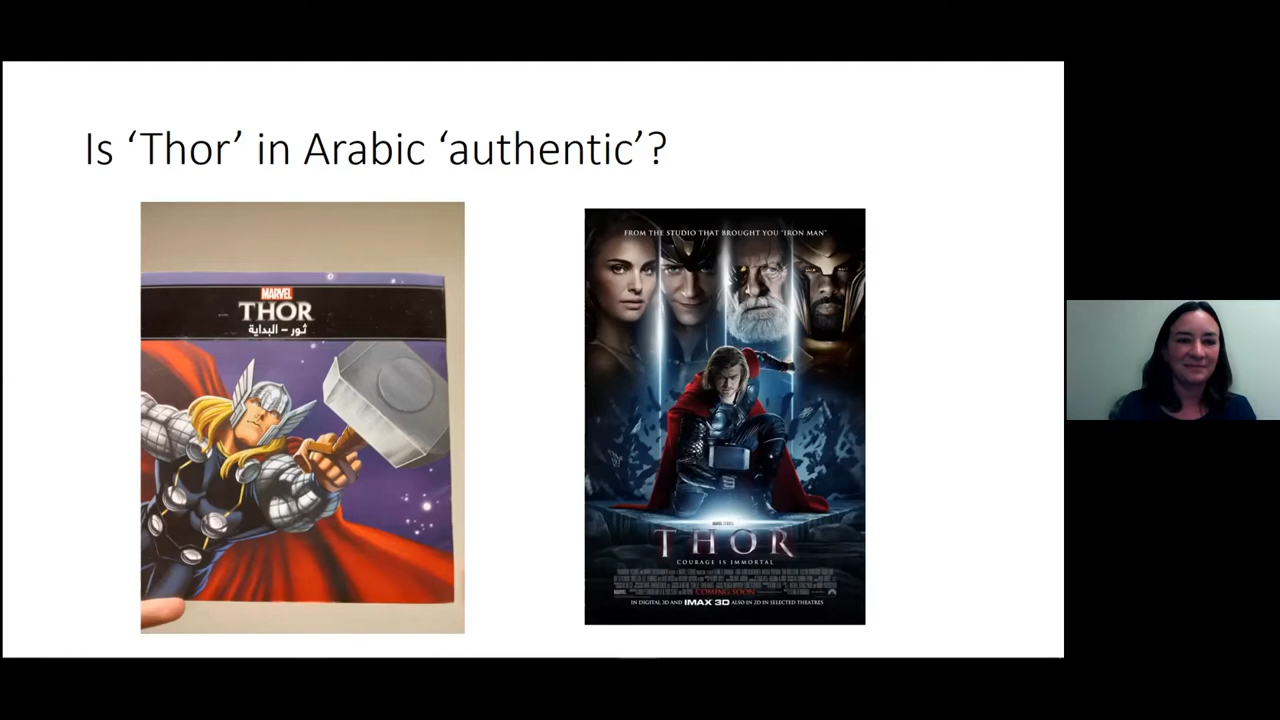 Is ‘Thor’ in Arabic ‘authentic’?
MARVEL
THOR
ثور – البداية
FROM THE STUDIO THAT BROUGHT YOU "IRON MAN"
THOR
COURAGE IS IMMORTAL
COMING SOON
IN DIGITAL 3D AND IMAX 3D ALSO IN 2D IN SELECTED THEATRES